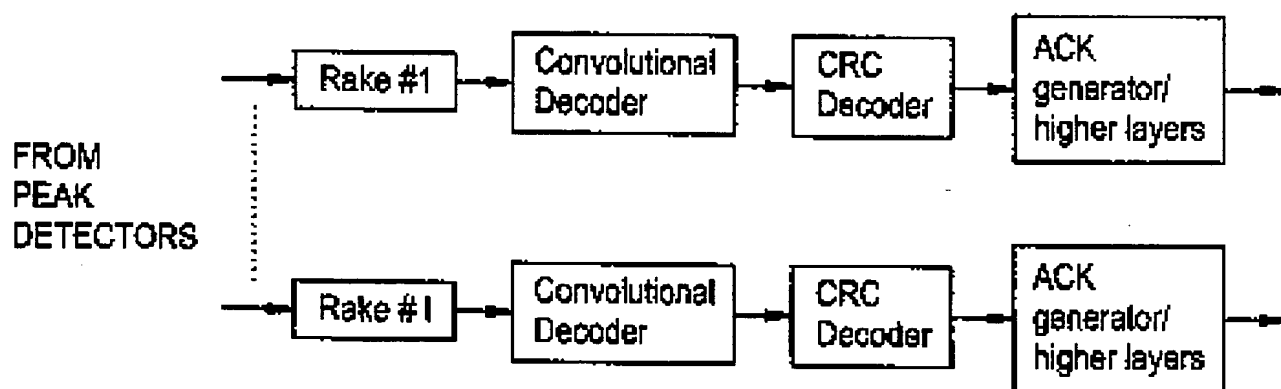 Rake #1
Convolutional
Decoder
CRC
Decoder
ACK
generator/
higher layers
FROM
PEAK
DETECTORS
Rake #I
Convolutional
Decoder
CRC
Decoder
ACK
generator/
higher layers